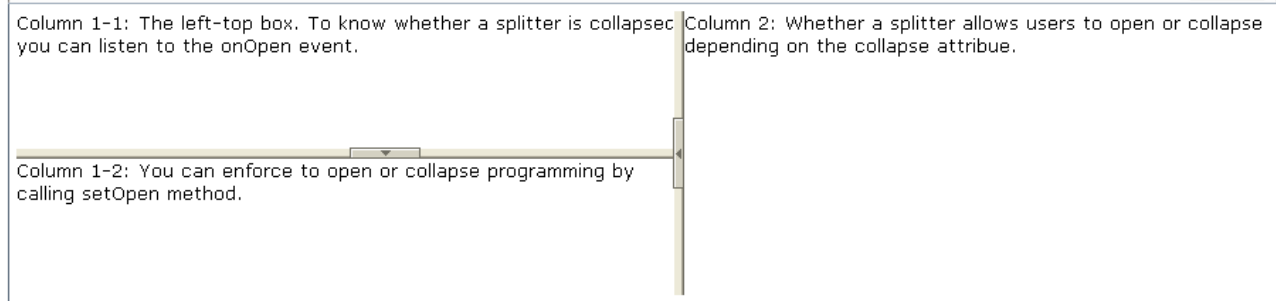 Column 1-1: The left-top box. To know whether a splitter is collapsed
you can listen to the onOpen event.
Column 1-2: You can enforce to open or collapse programming by
calling setOpen method.
Column 2: Whether a splitter allows users to open or collapse
depending on the collapse attribue.